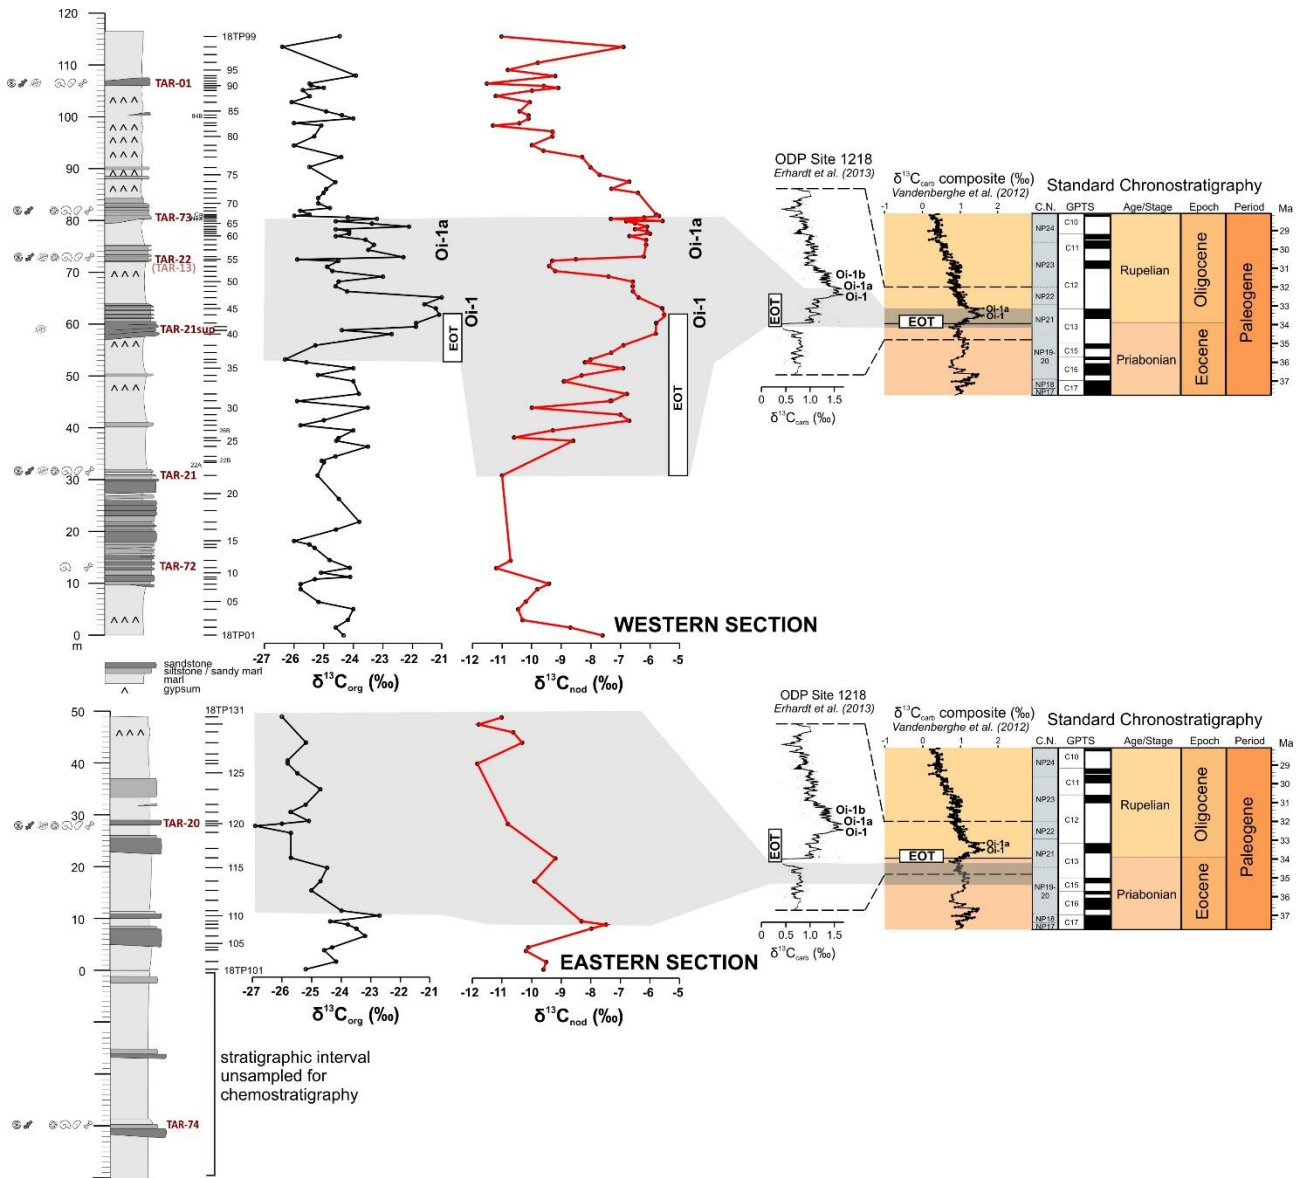 120
110
100
90
80
70
60
50
40
30
20
10
0
m
TAR-01
TAR-73
TAR-22
(TAR-13)
TAR-21sup
TAR-21
TAR-72
18TP99
95
90
85
84B
80
75
70
65
60
55
50
45
40
35
30
26B
25
22B
22A
20
15
10
05
18TP01
-27 -26 -25 -24 -23 -22 -21
δ¹³Corg (‰)
Oi-1a
Oi-1
EOT
-12 -11 -10 -9 -8 -7 -6 -5
δ¹³Cnod (‰)
Oi-1a
Oi-1
EOT
WESTERN SECTION
ODP Site 1218
Erhardt et al. (2013)
Oi-1b
Oi-1a
Oi-1
EOT
0 0.5 1.0 1.5
δ¹³Ccarb (‰)
δ¹³Ccarb composite (‰)
Vandenberghe et al. (2012)
-1 0 1 2
Oi-1a
Oi-1
EOT
Standard Chronostratigraphy
C.N. GPTS Age/Stage Epoch Period Ma
NP24
NP23
NP22
NP21
NP19-
20
NP18
NP17
C10
C11
C12
C13
C15
C16
C17
Rupelian
Priabonian
Oligocene
Eocene
Paleogene
29
30
31
32
33
34
35
36
37
sandstone
siltstone / sandy marl
marl
gypsum
50
40
30
20
10
0
TAR-20
TAR-74
18TP131
125
120
115
110
105
18TP101
-27 -26 -25 -24 -23 -22 -21
δ¹³Corg (‰)
-12 -11 -10 -9 -8 -7 -6 -5
δ¹³Cnod (‰)
EASTERN SECTION
stratigraphic interval
unsampled for
chemostratigraphy
ODP Site 1218
Erhardt et al. (2013)
Oi-1b
Oi-1a
Oi-1
EOT
0 0.5 1.0 1.5
δ¹³Ccarb (‰)
δ¹³Ccarb composite (‰)
Vandenberghe et al. (2012)
-1 0 1 2
Oi-1a
Oi-1
EOT
Standard Chronostratigraphy
C.N. GPTS Age/Stage Epoch Period Ma
NP24
NP23
NP22
NP21
NP19-
20
NP18
NP17
C10
C11
C12
C13
C15
C16
C17
Rupelian
Priabonian
Oligocene
Eocene
Paleogene
29
30
31
32
33
34
35
36
37